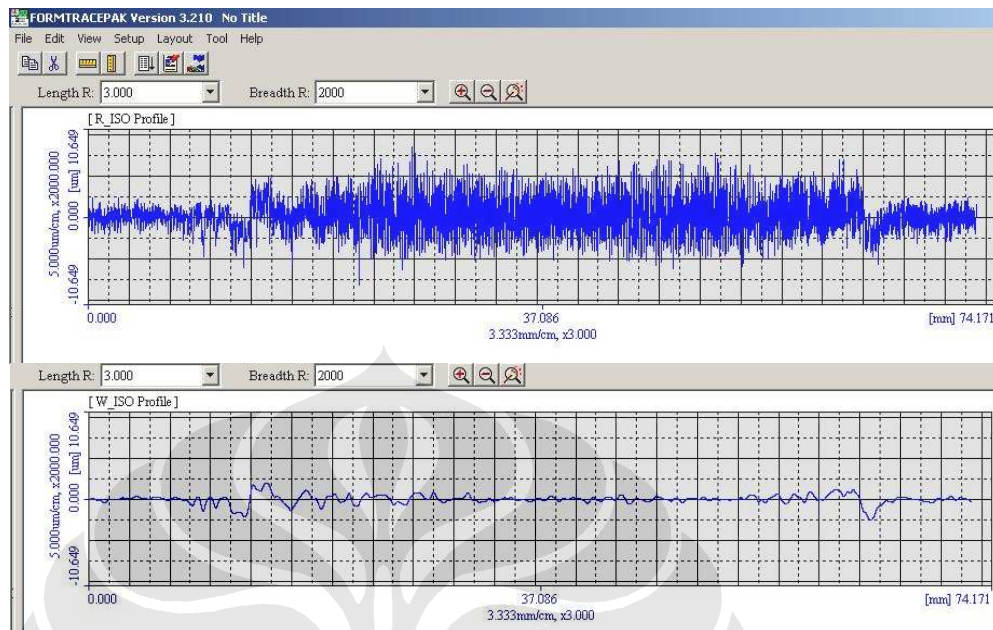 FORMTRACEPAK Version 3.210 No Title
File Edit View Setup Layout Tool Help
Length R: 3.000 Breadth R: 2000
[ R_ISO Profile ]
5.000um/cm, x2000.000
[um] 10.649
0.000
-10.649
0.000 37.086 [mm] 74.171
3.333mm/cm, x3.000
Length R: 3.000 Breadth R: 2000
[ W_ISO Profile ]
5.000um/cm, x2000.000
[um] 10.649
0.000
-10.649
0.000 37.086 [mm] 74.171
3.333mm/cm, x3.000